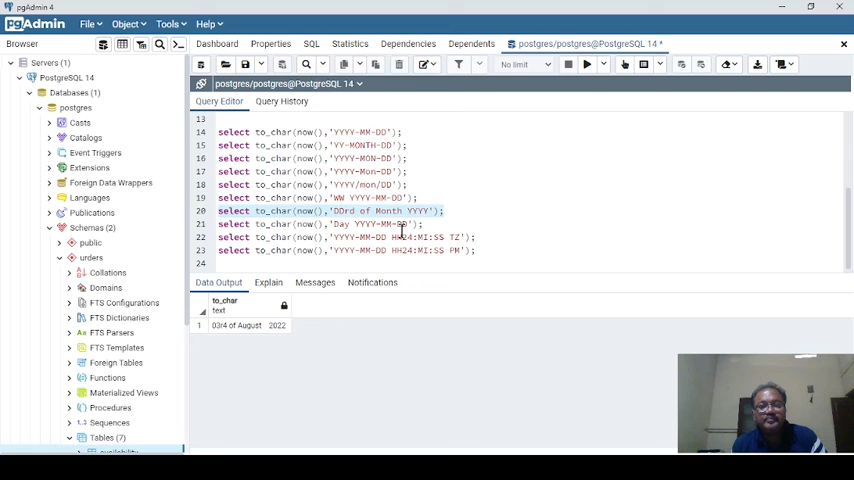 pgAdmin 4
pgAdmin File Object Tools Help
Browser
Dashboard Properties SQL Statistics Dependencies Dependents postgres/postgres@PostgreSQL 14 *
Servers (1)
PostgreSQL 14
Databases (1)
postgres
Casts
Catalogs
Event Triggers
Extensions
Foreign Data Wrappers
Languages
Publications
Schemas (2)
public
urders
Collations
Domains
FTS Configurations
FTS Dictionaries
FTS Parsers
FTS Templates
Foreign Tables
Functions
Materialized Views
Procedures
Sequences
Tables (7)
availability
No limit
postgres/postgres@PostgreSQL 14
Query Editor Query History
13
14 select to_char(now(),'YYYY-MM-DD');
15 select to_char(now(),'YY-MONTH-DD');
16 select to_char(now(),'YYYY-MON-DD');
17 select to_char(now(),'YYYY-Mon-DD');
18 select to_char(now(),'YYYY/mon/DD');
19 select to_char(now(),'WW YYYY-MM-DD');
20 select to_char(now(),'DDrd of Month YYYY');
21 select to_char(now(),'Day YYYY-MM-DD');
22 select to_char(now(),'YYYY-MM-DD HH24:MI:SS TZ');
23 select to_char(now(),'YYYY-MM-DD HH24:MI:SS PM');
24
Data Output Explain Messages Notifications
to_char
text
1 03r4 of August 2022